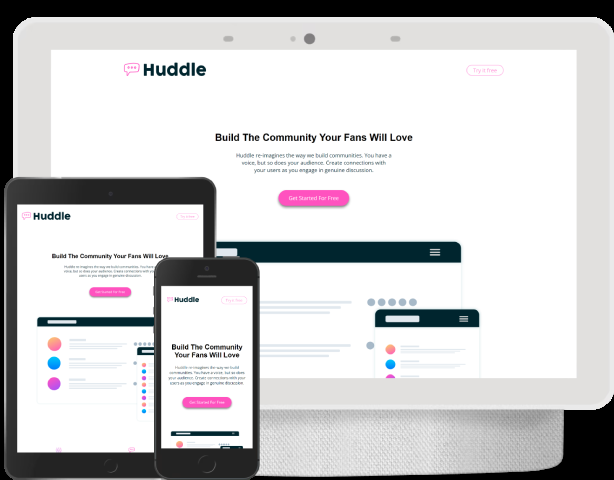 Huddle
Try it Free
Build The Community Your Fans Will Love
Huddle re-imagines the way we build communities. You have a
voice, but so does your audience. Create connections with
your users as you engage in genuine discussion.
Get Started For Free
Huddle
Try it Free
Build The Community Your Fans Will Love
Huddle re-imagines the way we build communities. You have
voice, but so does your audience. Create connections with
users as you engage in genuine discussion.
Get Started For Free
Huddle
Try it Free
Build The Community
Your Fans Will Love
Huddle re-imagines the way we build
communities. You have a voice, but so does
your audience. Create connections with your
users as you engage in genuine discussion.
Get Started For Free